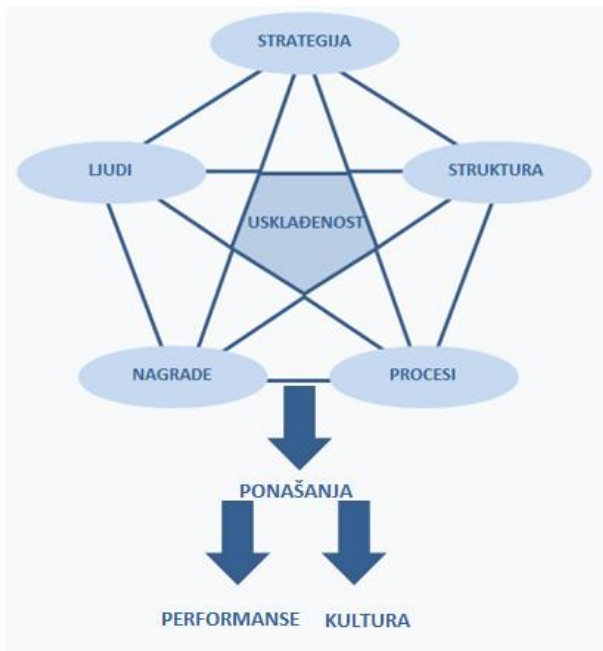 STRATEGIJA
LJUDI
STRUKTURA
USKLAĐENOST
NAGRADE
PROCESI
PONAŠANJA
PERFORMANSE
KULTURA